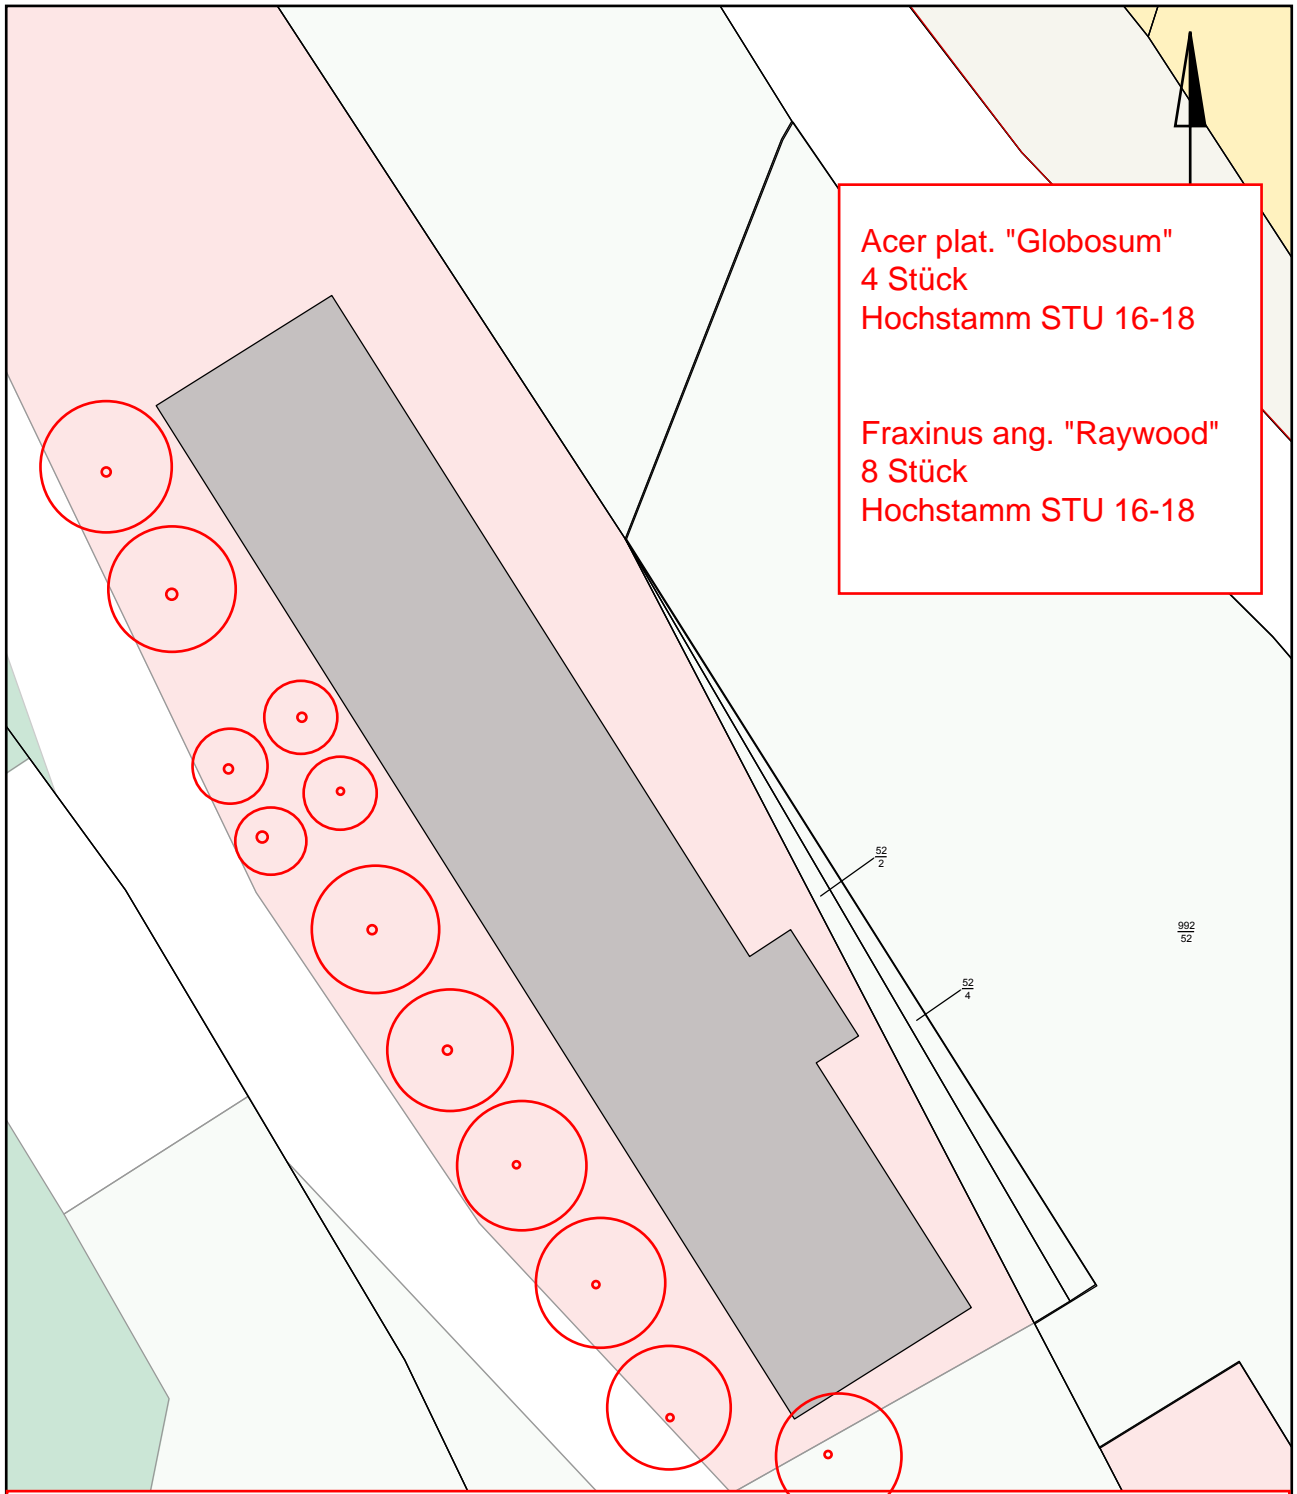 Acer plat. "Globosum"
4 Stück
Hochstamm STU 16-18
Fraxinus ang. "Raywood"
8 Stück
Hochstamm STU 16-18
52
2
992
52
52
4